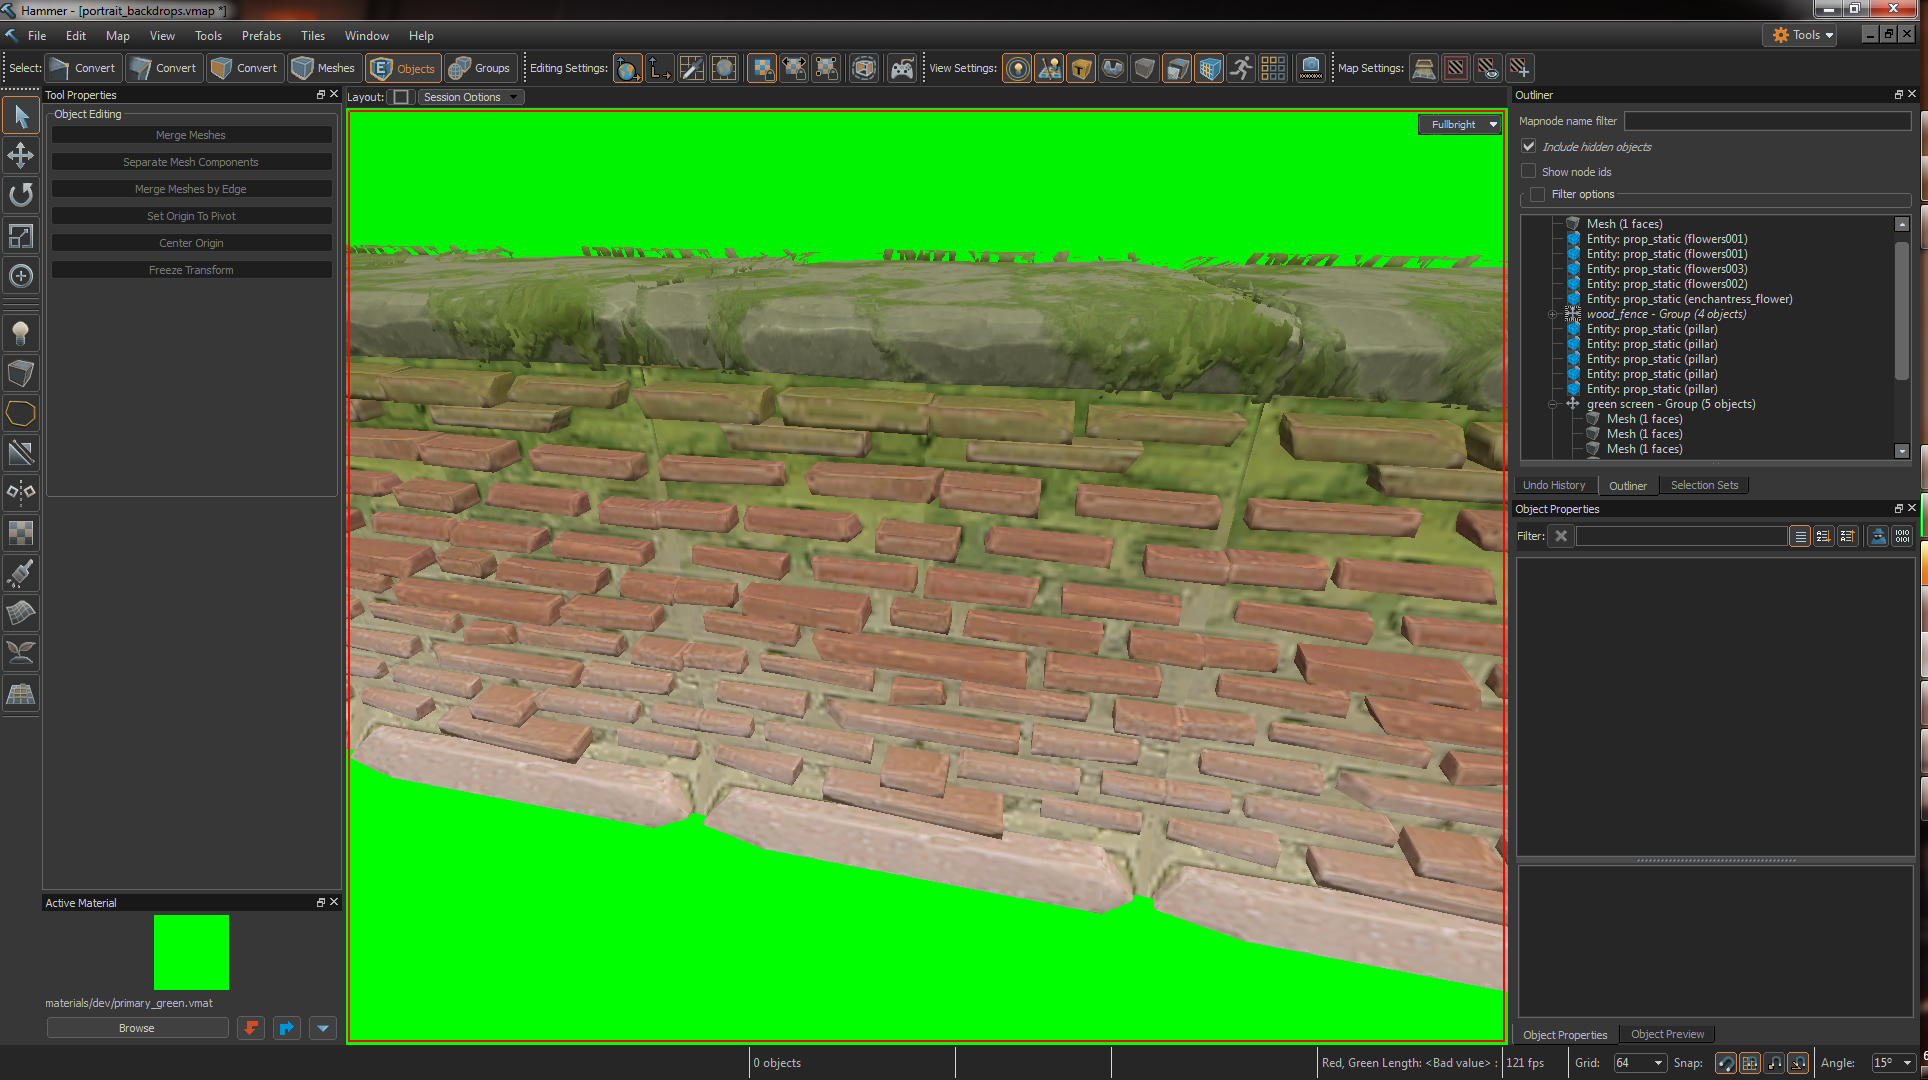 Hammer - [portrait_backdrops.vmap *]
File Edit Map View Tools Prefabs Tiles Window Help
Tools
Select: Convert Convert Convert Meshes Objects Groups Editing Settings: View Settings: Map Settings:
Tool Properties
Object Editing
Merge Meshes
Separate Mesh Components
Merge Meshes by Edge
Set Origin To Pivot
Center Origin
Freeze Transform
Layout: Session Options
Fullbright
Outliner
Mapnode name filter
Include hidden objects
Show node ids
Filter options
Mesh (1 faces)
Entity: prop_static (flowers001)
Entity: prop_static (flowers001)
Entity: prop_static (flowers003)
Entity: prop_static (flowers002)
Entity: prop_static (enchantress_flower)
wood_fence - Group (4 objects)
Entity: prop_static (pillar)
Entity: prop_static (pillar)
Entity: prop_static (pillar)
Entity: prop_static (pillar)
Entity: prop_static (pillar)
green screen - Group (5 objects)
Mesh (1 faces)
Mesh (1 faces)
Mesh (1 faces)
Undo History Outliner Selection Sets
Object Properties
Filter:
Object Properties Object Preview
Active Material
materials/dev/primary_green.vmat
Browse
0 objects
Red, Green Length: <Bad value> : 121 fps Grid: 64 Snap: Angle: 15°